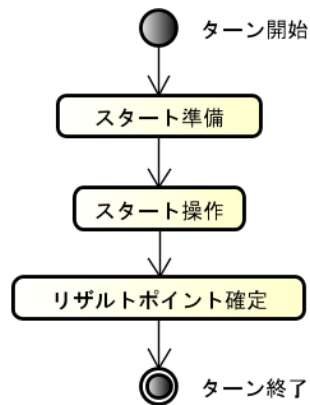 ターン開始
スタート準備
スタート操作
リザルトポイント確定
ターン終了